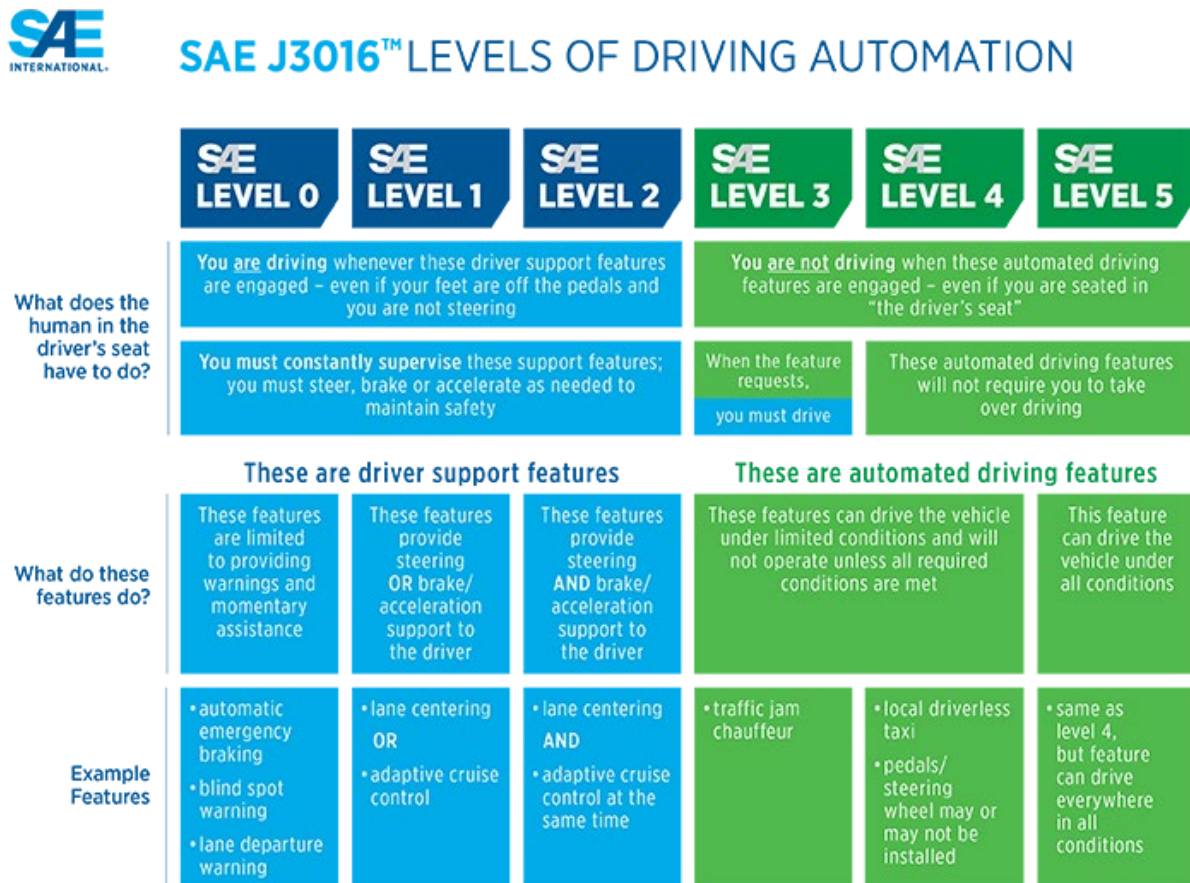 SAE
INTERNATIONAL®
SAE J3016™ LEVELS OF DRIVING AUTOMATION
SAE
LEVEL 0
SAE
LEVEL 1
SAE
LEVEL 2
SAE
LEVEL 3
SAE
LEVEL 4
SAE
LEVEL 5
What does the
human in the
driver's seat
have to do?
You are driving whenever these driver support features
are engaged – even if your feet are off the pedals and
you are not steering
You are not driving when these automated driving
features are engaged – even if you are seated in
“the driver's seat”
You must constantly supervise these support features;
you must steer, brake or accelerate as needed to
maintain safety
When the feature
requests,
you must drive
These automated driving features
will not require you to take
over driving
These are driver support features
These are automated driving features
What do these
features do?
These features
are limited
to providing
warnings and
momentary
assistance
These features
provide
steering
OR brake/
acceleration
support to
the driver
These features
provide
steering
AND brake/
acceleration
support to
the driver
These features can drive the vehicle
under limited conditions and will
not operate unless all required
conditions are met
This feature
can drive the
vehicle under
all conditions
Example
Features
• automatic
emergency
braking
• blind spot
warning
• lane departure
warning
• lane centering
OR
• adaptive cruise
control
• lane centering
AND
• adaptive cruise
control at the
same time
• traffic jam
chauffeur
• local driverless
taxi
• pedals/
steering
wheel may or
may not be
installed
• same as
level 4,
but feature
can drive
everywhere
in all
conditions